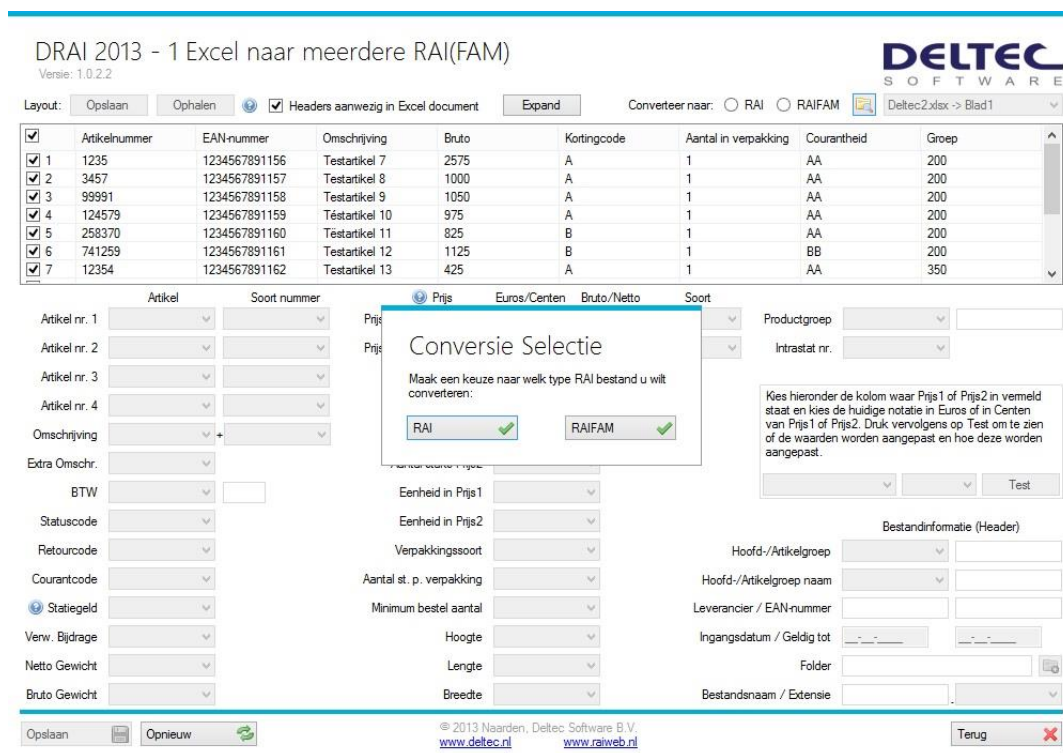 DRAI 2013 - 1 Excel naar meerdere RAI(FAM)
Versie: 1.0.2.2
DELTEC
SOFTWARE
Layout: Opslaan Ophalen Headers aanwezig in Excel document Expand Converteer naar: RAI RAIFAM Deltec2.xlsx -> Blad1
Artikelnummer EAN-nummer Omschrijving Bruto Kortingcode Aantal in verpakking Courantheid Groep
1 1235 1234567891156 Testartikel 7 2575 A 1 AA 200
2 3457 1234567891157 Testartikel 8 1000 A 1 AA 200
3 99991 1234567891158 Testartikel 9 1050 A 1 AA 200
4 124579 1234567891159 Téstartikel 10 975 A 1 AA 200
5 258370 1234567891160 Tëstartikel 11 825 B 1 AA 200
6 741259 1234567891161 Testartikel 12 1125 B 1 BB 200
7 12354 1234567891162 Testartikel 13 425 A 1 AA 350
Artikel Soort nummer Prijs Euros/Centen Bruto/Netto Soort
Artikel nr. 1 Prijs Productgroep
Artikel nr. 2 Prijs Intrastat nr.
Artikel nr. 3
Artikel nr. 4
Omschrijving +
Extra Omschr.
BTW Eenheid in Prijs1
Statuscode Eenheid in Prijs2
Retourcode Verpakkingssoort
Courantcode Aantal st. p. verpakking
Statiegeld Minimum bestel aantal
Verw. Bijdrage Hoogte
Netto Gewicht Lengte
Bruto Gewicht Breedte
Conversie Selectie
Maak een keuze naar welk type RAI bestand u wilt
converteren:
RAI RAIFAM
Kies hieronder de kolom waar Prijs1 of Prijs2 in vermeld
staat en kies de huidige notatie in Euros of in Centen
van Prijs1 of Prijs2. Druk vervolgens op Test om te zien
of de waarden worden aangepast en hoe deze worden
aangepast.
Test
Bestandinformatie (Header)
Hoofd-/Artikelgroep
Hoofd-/Artikelgroep naam
Leverancier / EAN-nummer
Ingangsdatum / Geldig tot __-__-____ __-__-____
Folder
Bestandsnaam / Extensie .
Opslaan Opnieuw © 2013 Naarden, Deltec Software B.V. Terug
www.deltec.nl www.raiweb.nl